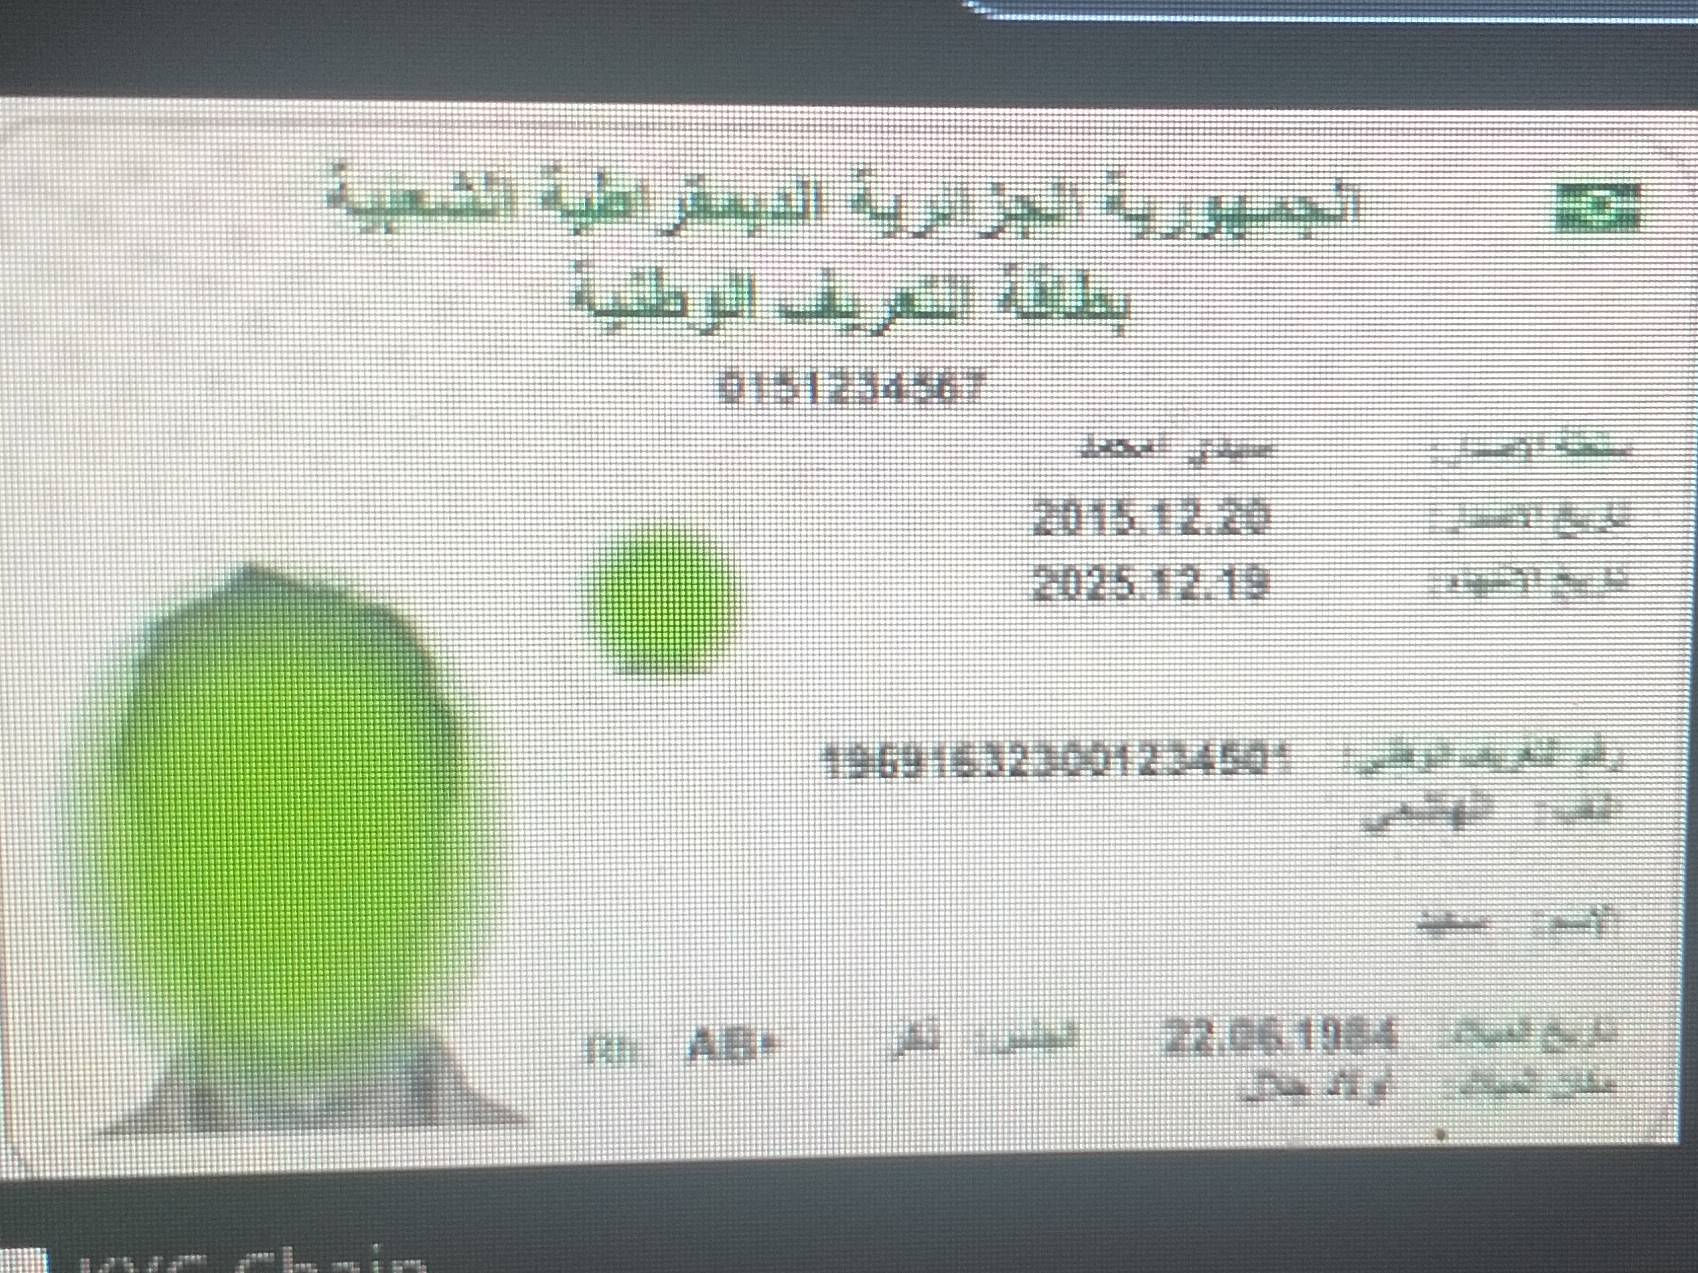 الجمهورية الجزائرية الديمقراطية الشعبية
بطاقة التعريف الوطنية
0151234567
سلطة الإصدار: سيدي امحمد
تاريخ الإصدار: 2015.12.20
تاريخ الانتهاء: 2025.12.19
رقم التعريف الوطني: 196916323001234501
اللقب: الهاشمي
الاسم: سعيد
تاريخ الميلاد: 22.06.1984 الجنس: ذكر Rh: AB+
مكان الميلاد: أولاد جلال
KYC-Chain